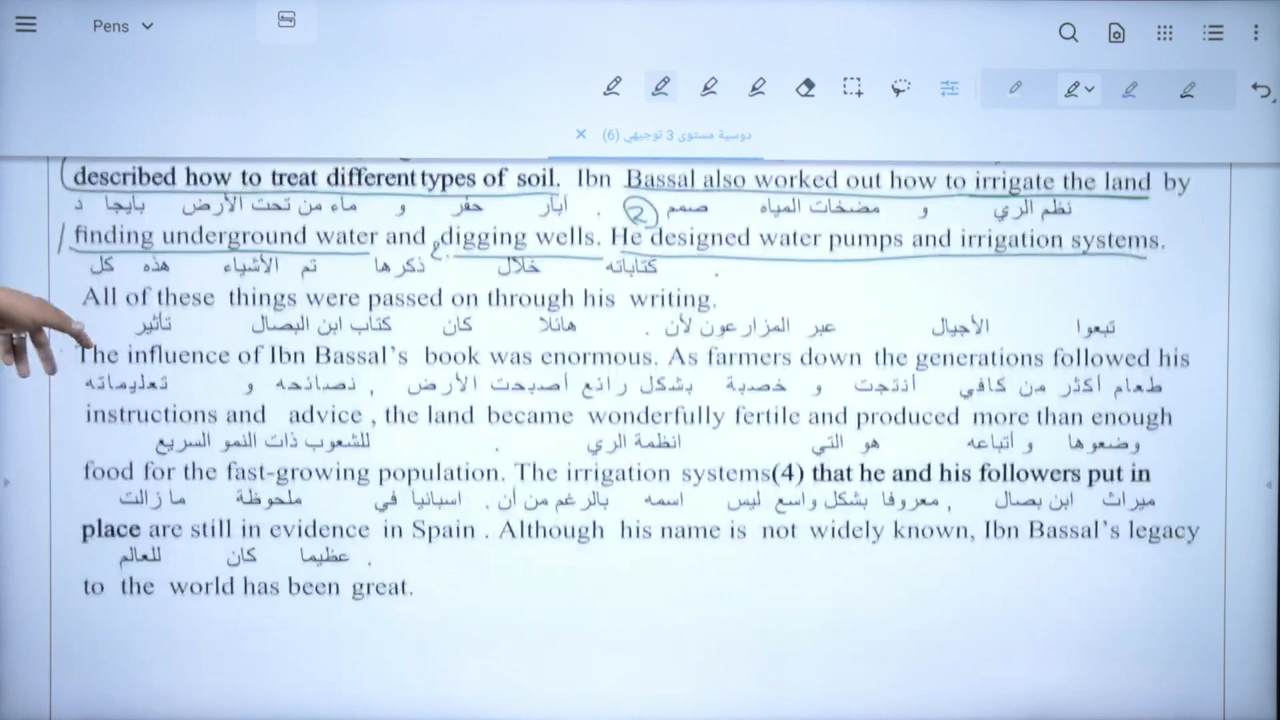 Pens
دوسية مستوى 3 توجيهي (6)
described how to treat different types of soil. Ibn Bassal also worked out how to irrigate the land by
بايجا د ماء من تحت الأرض و حفر أبار . 2 صمم مضخات المياه و نظم الري
finding underground water and digging wells. He designed water pumps and irrigation systems.
كل هذه الأشياء تم ذكرها خلال كتاباته .
All of these things were passed on through his writing.
تأثير كتاب ابن البصال كان هائلا . لأن المزارعون عبر الأجيال تبعوا
The influence of Ibn Bassal's book was enormous. As farmers down the generations followed his
تعليماته و نصائحه , أصبحت الأرض بشكل رائع خصبة و أنتجت طعام أكثر من كافي
instructions and advice , the land became wonderfully fertile and produced more than enough
للشعوب ذات النمو السريع . انظمة الري التي هو و أتباعه وضعوها
food for the fast-growing population. The irrigation systems(4) that he and his followers put in
ما زالت ملحوظة في اسبانيا . بالرغم من أن اسمه ليس معروفا بشكل واسع , ابن بصال ميراث
place are still in evidence in Spain . Although his name is not widely known, Ibn Bassal's legacy
للعالم كان عظيما .
to the world has been great.